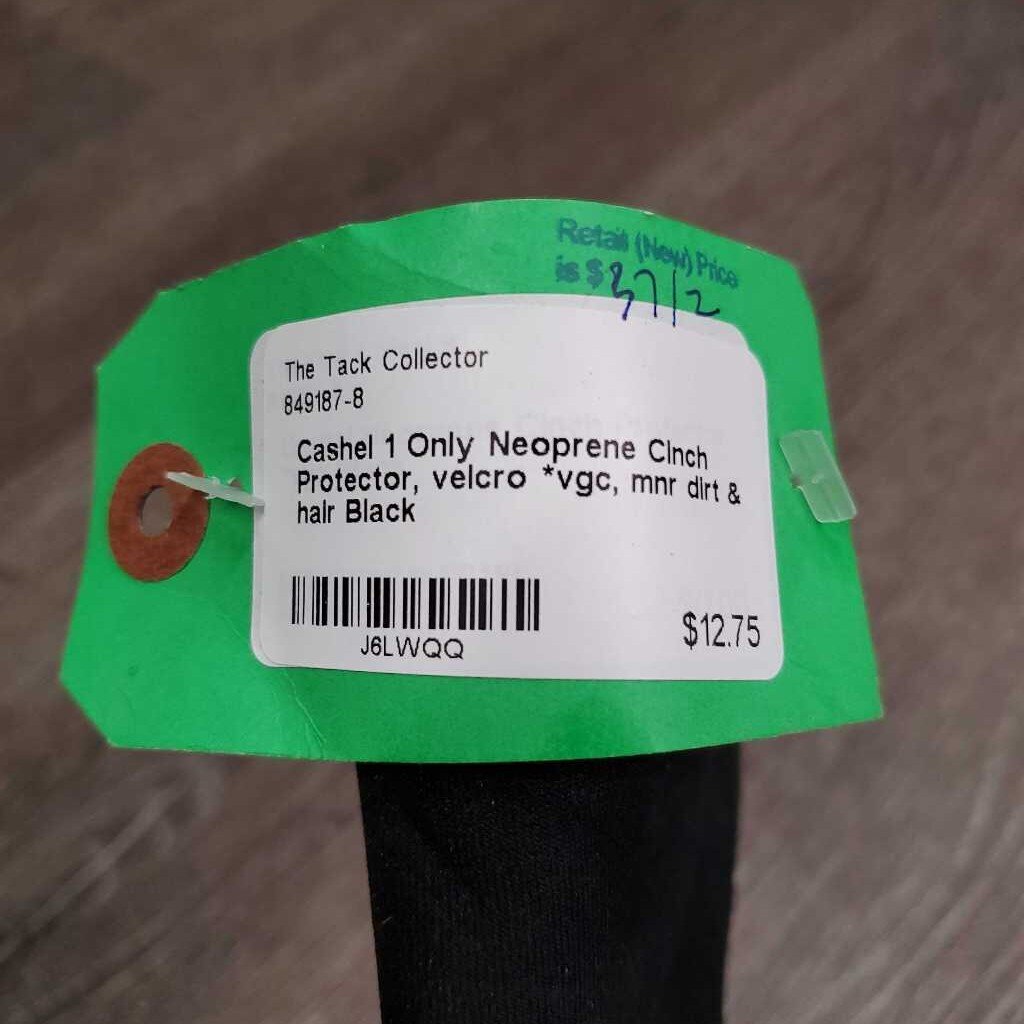 Retail (New) Price
is $37/2
The Tack Collector
849187-8
Cashel 1 Only Neoprene Cinch
Protector, velcro *vgc, mnr dirt &
hair Black
J6LWQQ
$12.75